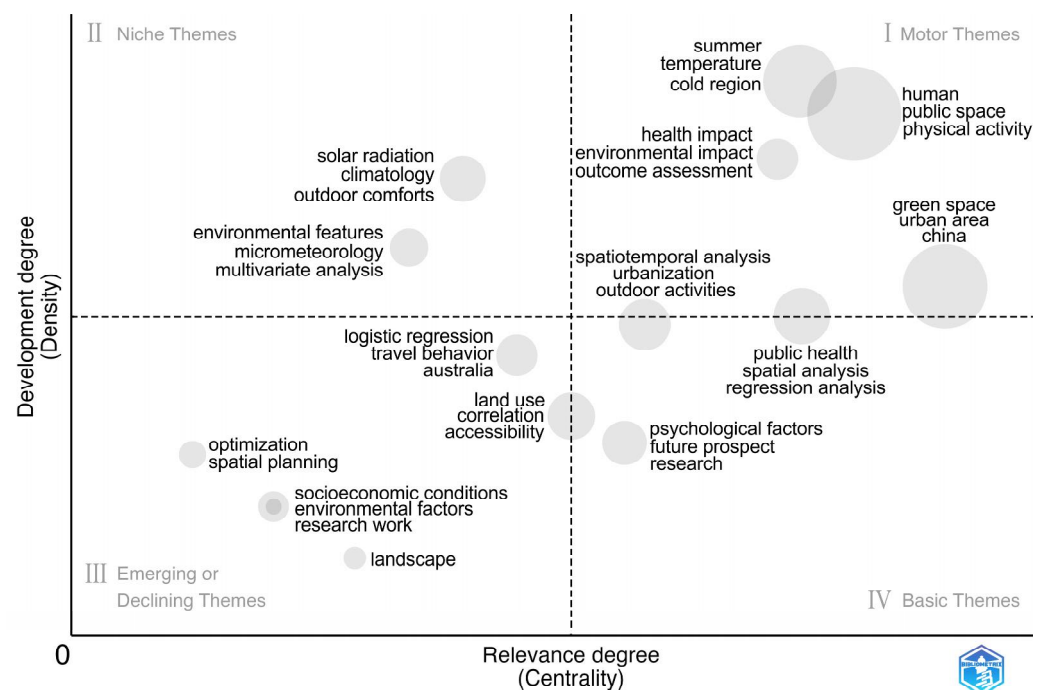 II Niche Themes
I Motor Themes
summer
temperature
cold region
human
public space
physical activity
health impact
environmental impact
outcome assessment
solar radiation
climatology
outdoor comforts
green space
urban area
china
environmental features
micrometeorology
multivariate analysis
spatiotemporal analysis
urbanization
outdoor activities
Development degree
(Density)
logistic regression
travel behavior
australia
public health
spatial analysis
regression analysis
land use
correlation
accessibility
psychological factors
future prospect
research
optimization
spatial planning
socioeconomic conditions
environmental factors
research work
landscape
III Emerging or
Declining Themes
IV Basic Themes
0
Relevance degree
(Centrality)
BIBLIOMETRIX